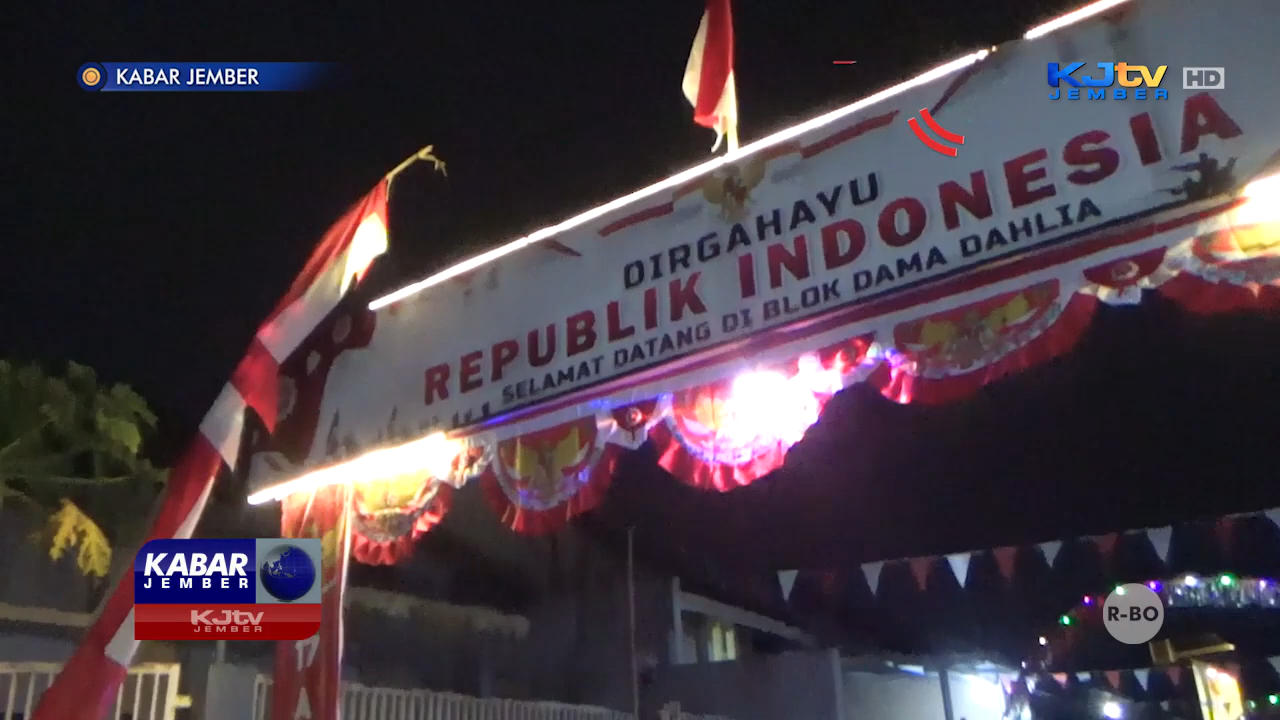 KABAR JEMBER
KJtv
JEMBER
HD
DIRGAHAYU
REPUBLIK INDONESIA
SELAMAT DATANG DI BLOK DAMA DAHLIA
KABAR
JEMBER
KJtv
JEMBER
R-BO
17
A